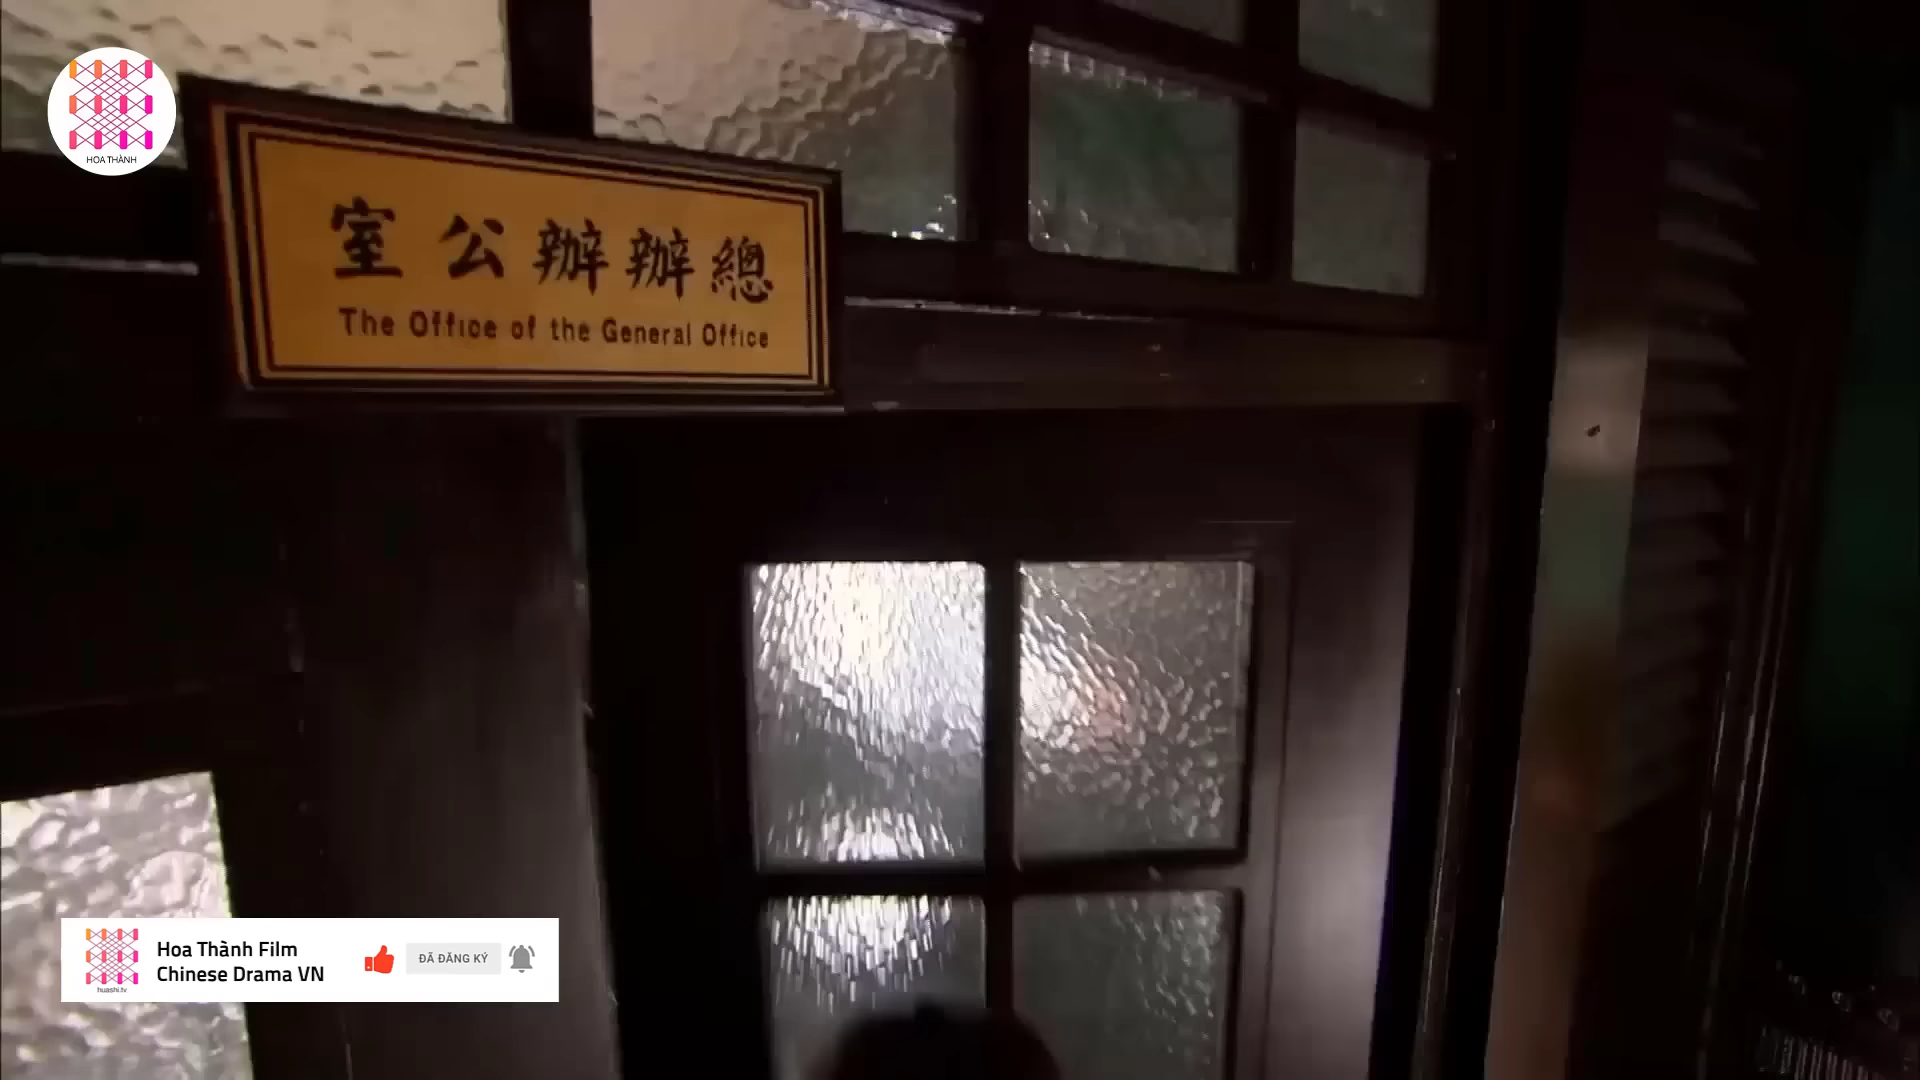 HOA THÀNH
室公辦辦總
The Office of the General Office
Hoa Thành Film
Chinese Drama VN
ĐÃ ĐĂNG KÝ
huashi.tv